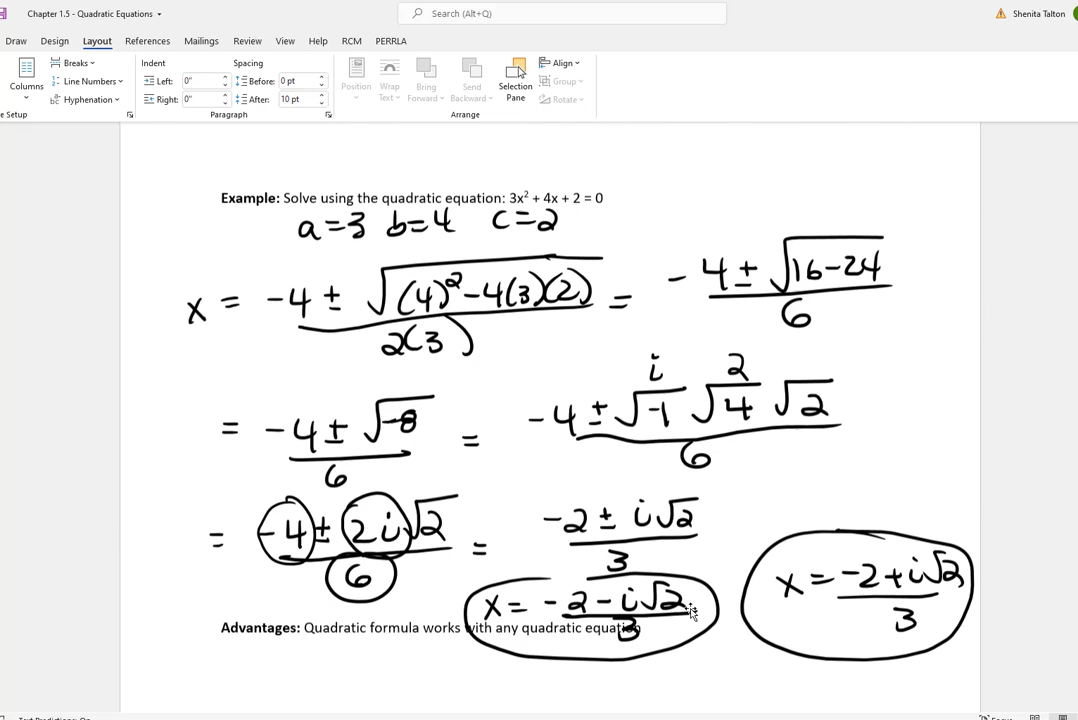 Chapter 1.5 - Quadratic Equations
Search (Alt+Q)
Shenita Talton
Draw Design Layout References Mailings Review View Help RCM PERRLA
Breaks Indent Spacing Align
Line Numbers Left: 0" Before: 0 pt Group
Hyphenation Right: 0" After: 10 pt Rotate
Columns Position Wrap Text Bring Forward Send Backward Selection Pane
e Setup Paragraph Arrange
Example: Solve using the quadratic equation: 3x² + 4x + 2 = 0
a=3 b=4 c=2
x = -4 ± √((4)²-4(3)(2)) / 2(3) = -4 ± √(16-24) / 6
= -4 ± √-8 / 6 = -4 ± √-1 √4 √2 / 6
i 2
= -4 ± 2i√2 / 6 = -2 ± i√2 / 3
x = -2 - i√2 / 3 x = -2 + i√2 / 3
Advantages: Quadratic formula works with any quadratic equation
Text Predictions: On
Focus